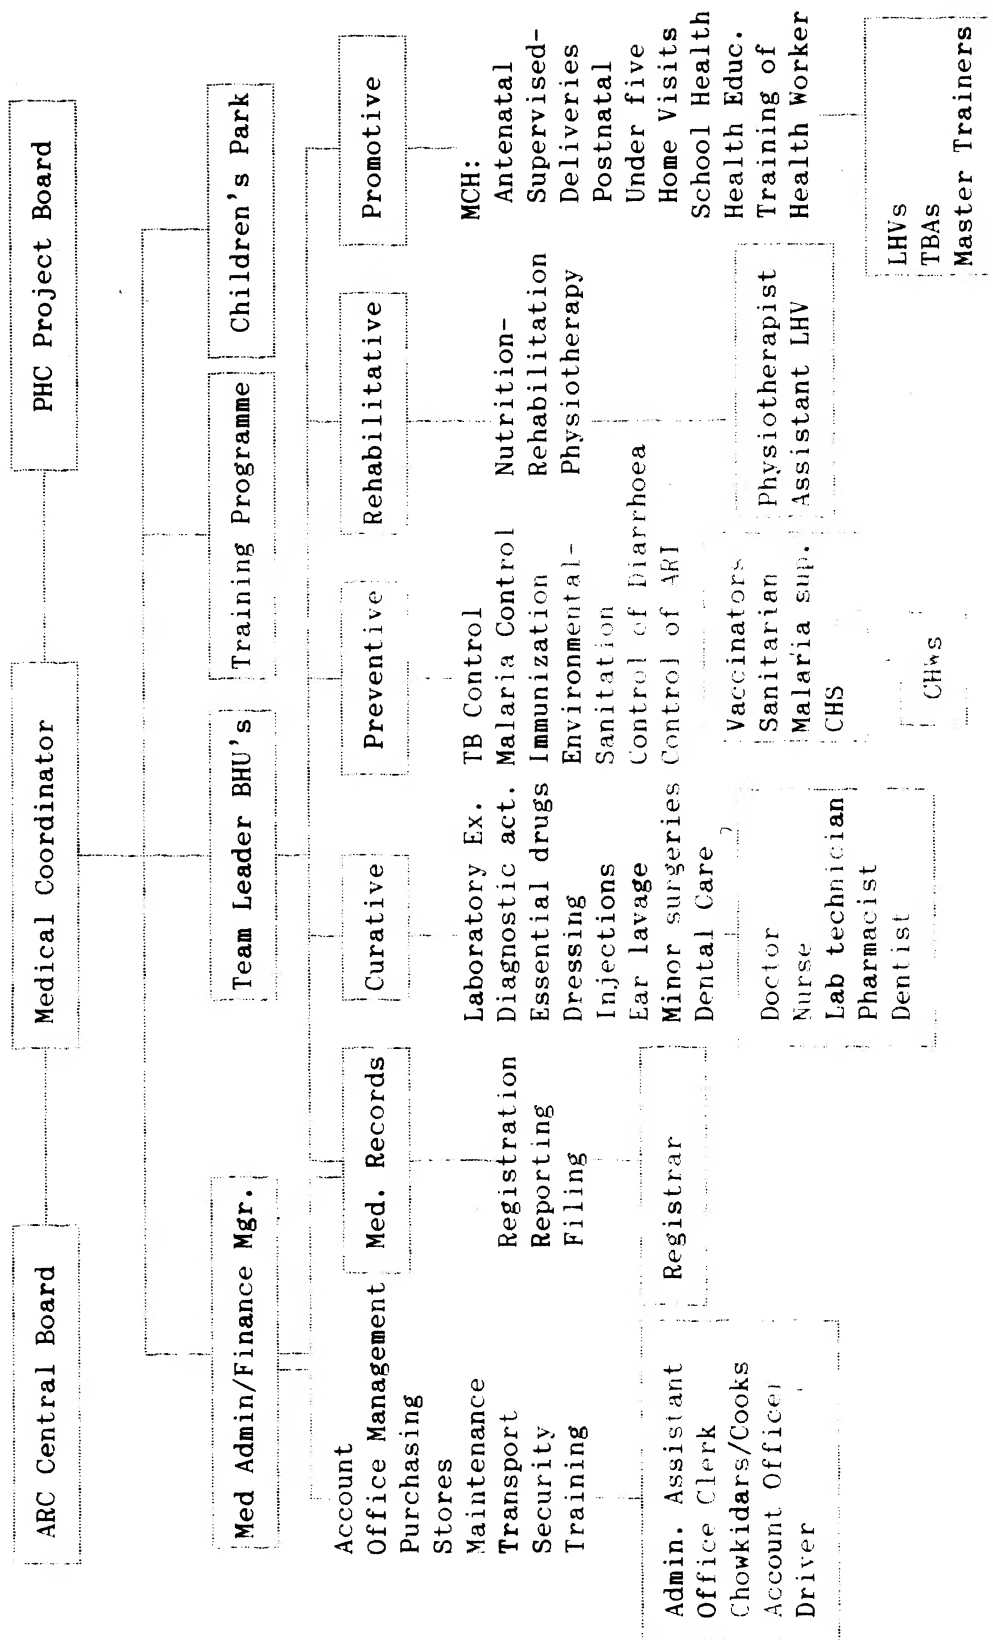 ARC Central Board
Medical Coordinator
PHC Project Board
Med Admin/Finance Mgr.
Team Leader BHU's
Training Programme
Children's Park
Account
Office Management
Purchasing
Stores
Maintenance
Transport
Security
Training
Admin. Assistant
Office Clerk
Chowkidars/Cooks
Account Officer
Driver
Med. Records
Registration
Reporting
Filing
Registrar
Curative
Laboratory Ex.
Diagnostic act.
Essential drugs
Dressing
Injections
Ear lavage
Minor surgeries
Dental Care
Doctor
Nurse
Lab technician
Pharmacist
Dentist
Preventive
TB Control
Malaria Control
Immunization
Environmental-
Sanitation
Control of Diarrhoea
Control of ARI
Vaccinators
Sanitarian
Malaria sup.
CHS
CHWs
Rehabilitative
Nutrition-
Rehabilitation
Physiotherapy
Physiotherapist
Assistant LHV
Promotive
MCH:
Antenatal
Supervised-
Deliveries
Postnatal
Under five
Home Visits
School Health
Health Educ.
Training of
Health Worker
LHVs
TBAs
Master Trainers